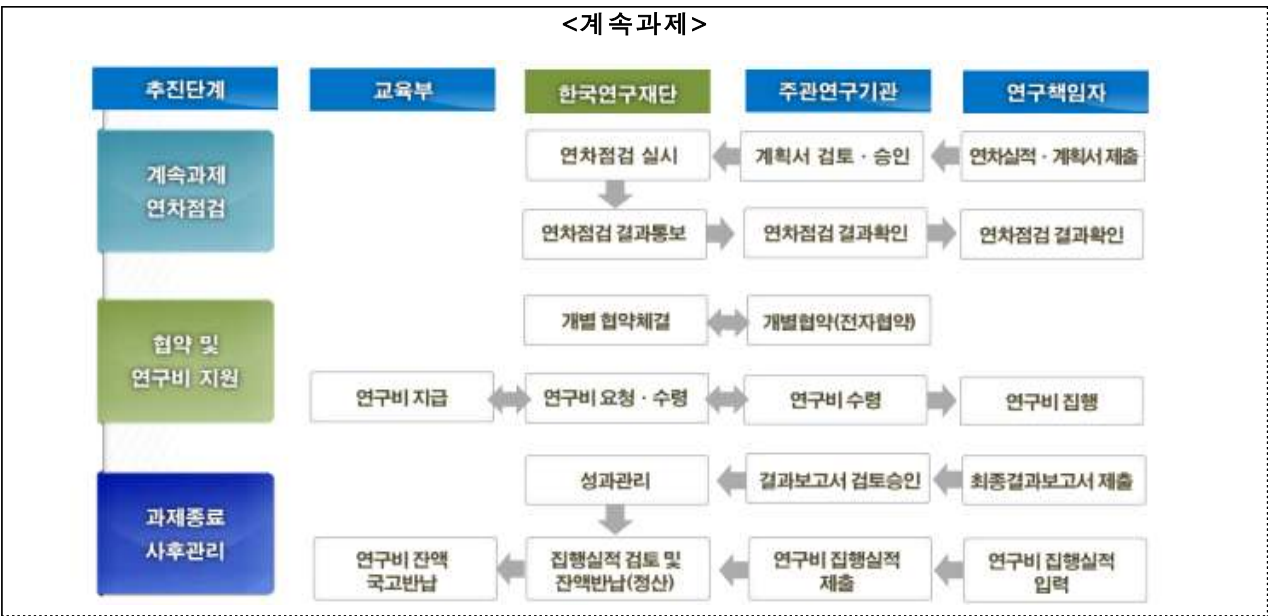 <계속과제>
추진단계
교육부
한국연구재단
주관연구기관
연구책임자
계속과제
연차점검
연차점검 실시
계획서 검토 · 승인
연차실적 · 계획서 제출
연차점검 결과통보
연차점검 결과확인
연차점검 결과확인
협약 및
연구비 지원
개별 협약체결
개별협약(전자협약)
연구비 지급
연구비 요청 · 수령
연구비 수령
연구비 집행
과제종료
사후관리
성과관리
결과보고서 검토승인
최종결과보고서 제출
연구비 잔액
국고반납
집행실적 검토 및
잔액반납(정산)
연구비 집행실적
제출
연구비 집행실적
입력